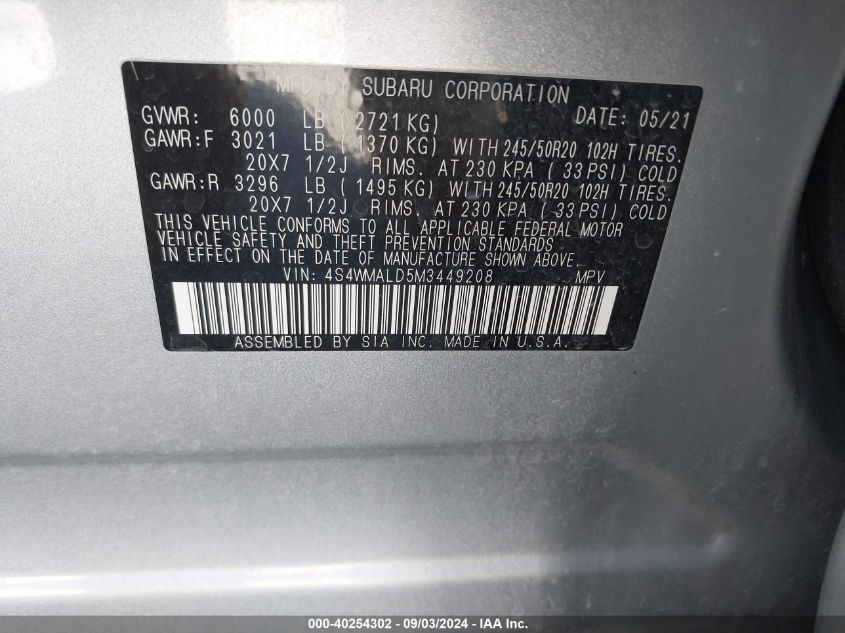 MFD BY SUBARU CORPORATION
GVWR: 6000 LB (2721 KG) DATE: 05/21
GAWR:F 3021 LB (1370 KG) WITH 245/50R20 102H TIRES.
20X7 1/2J RIMS. AT 230 KPA (33 PSI) COLD
GAWR:R 3296 LB (1495 KG) WITH 245/50R20 102H TIRES.
20X7 1/2J RIMS. AT 230 KPA (33 PSI) COLD
THIS VEHICLE CONFORMS TO ALL APPLICABLE FEDERAL MOTOR
VEHICLE SAFETY AND THEFT PREVENTION STANDARDS
IN EFFECT ON THE DATE OF MANUFACTURE SHOWN ABOVE.
VIN: 4S4WMALD5M3449208 MPV
ASSEMBLED BY SIA INC. MADE IN U.S.A.
000-40254302 - 09/03/2024 - IAA Inc.